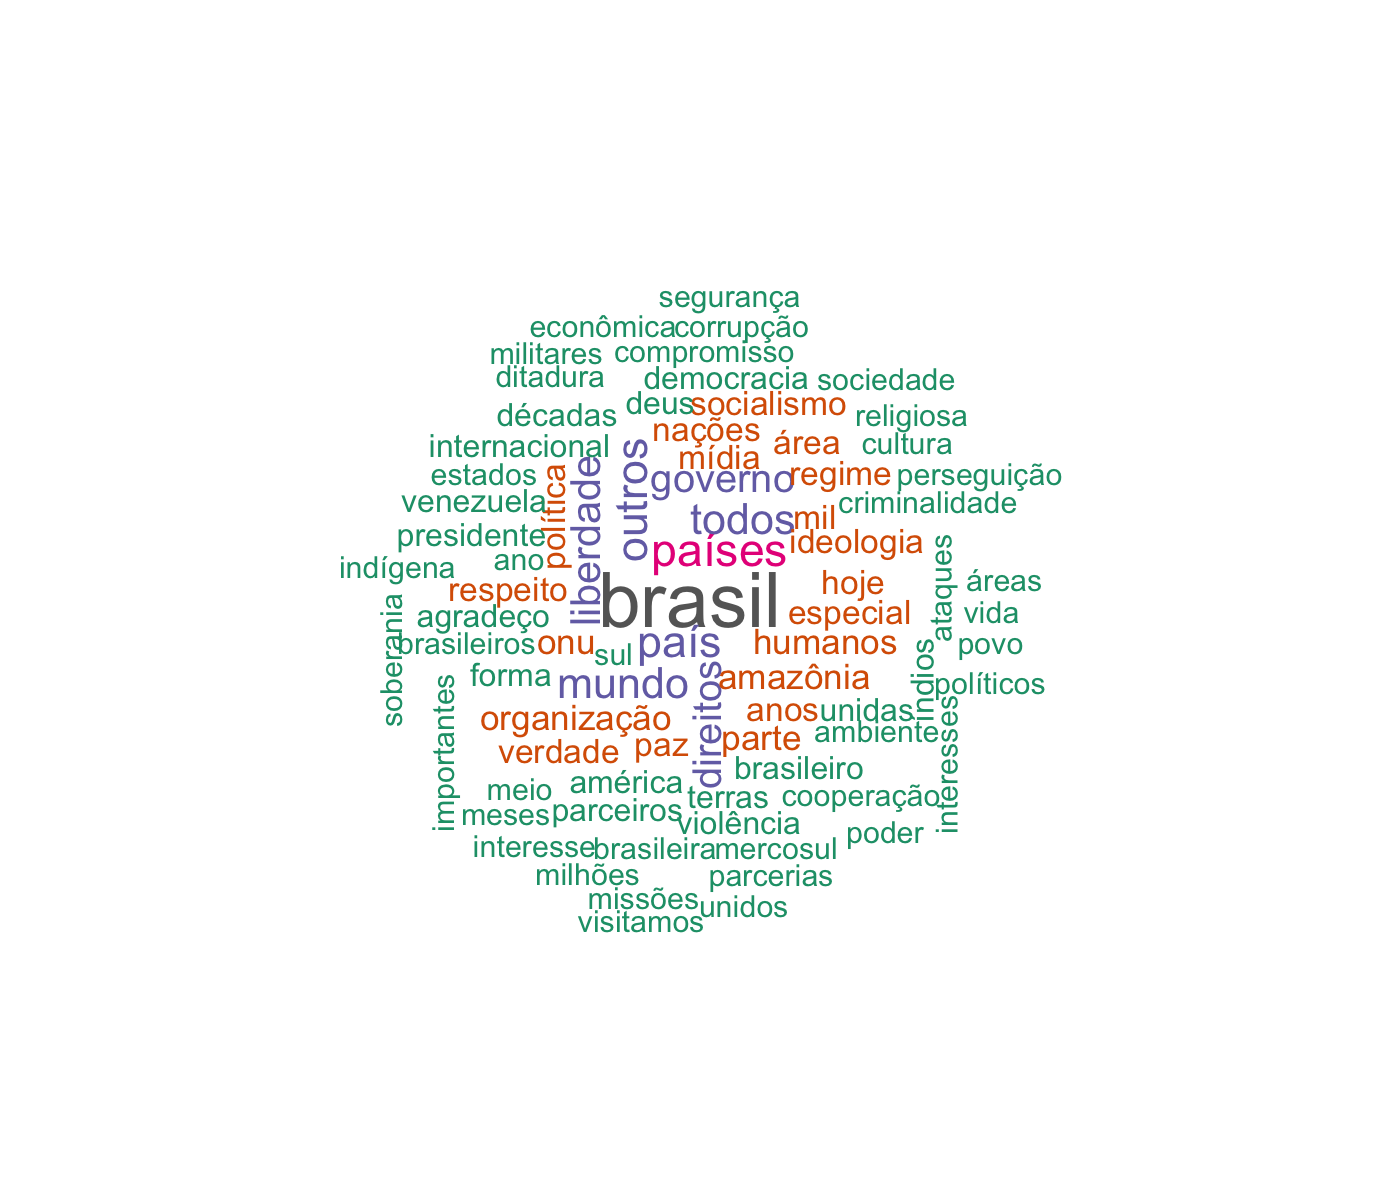 segurança
econômica corrupção
militares compromisso
ditadura democracia sociedade
deus socialismo religiosa
décadas nações área cultura
internacional mídia
estados governo regime perseguição
venezuela política liberdade outros todos mil criminalidade
presidente países ideologia
indígena ano hoje áreas
respeito brasil especial ataques vida
agradeço
soberania brasileiros onu sul país humanos povo
forma mundo direitos amazônia índios políticos
importantes organização anos unidas
verdade paz parte ambiente interesses
meio américa brasileiro
meses parceiros terras cooperação
violência poder
interesse brasileira mercosul
milhões parcerias
missões unidos
visitamos